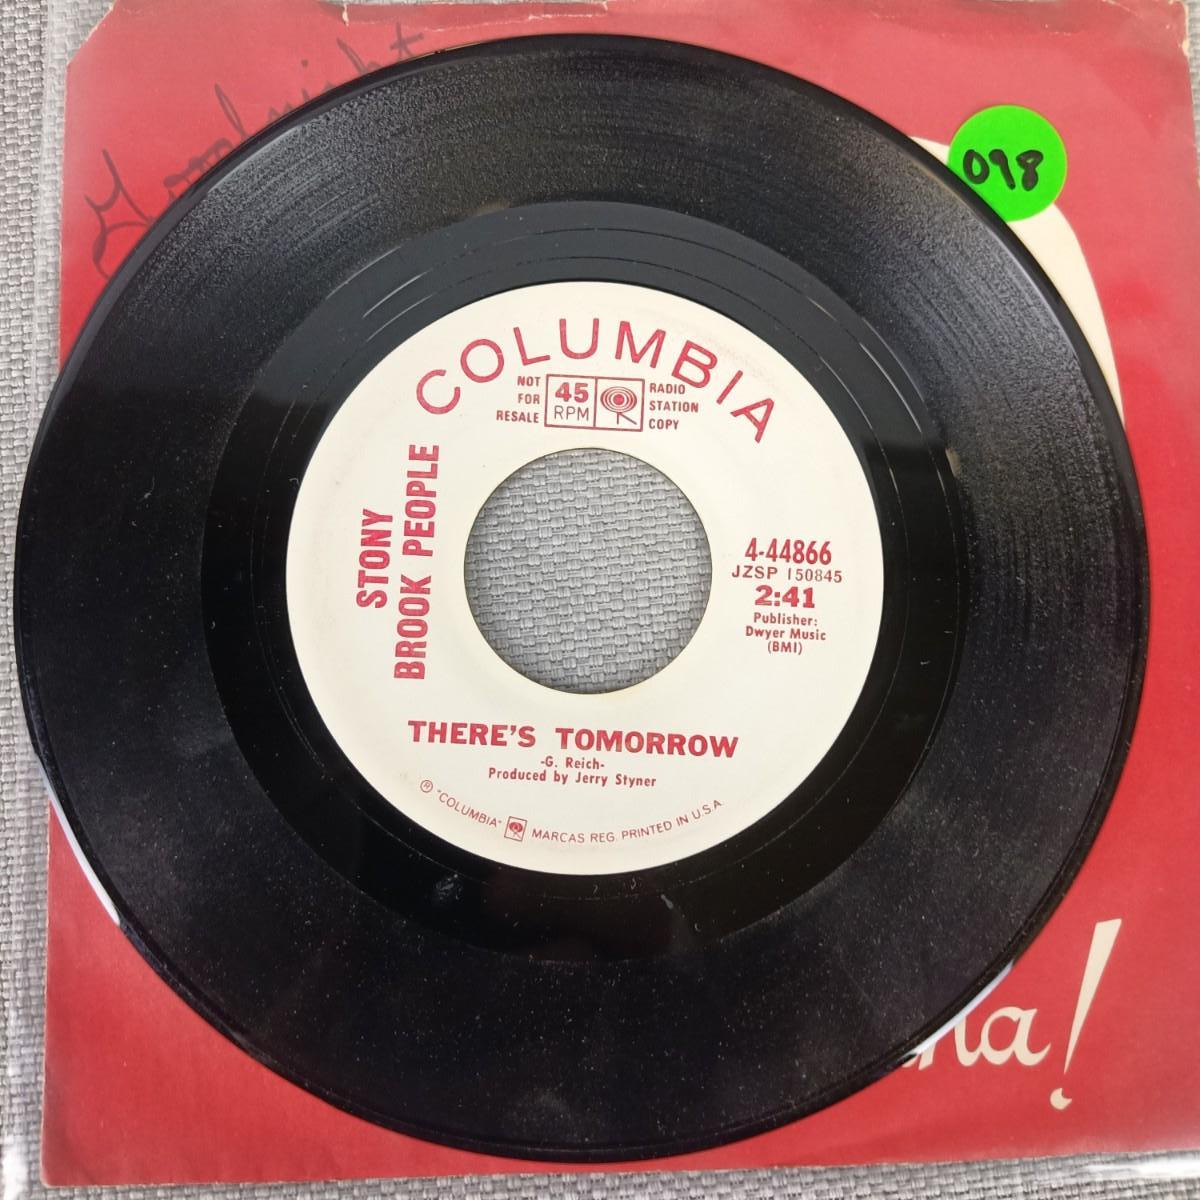 Goodnight
098
COLUMBIA
NOT
FOR
RESALE
45
RPM
RADIO
STATION
COPY
STONY
BROOK PEOPLE
4-44866
JZSP 150845
2:41
Publisher:
Dwyer Music
(BMI)
THERE'S TOMORROW
-G. Reich-
Produced by Jerry Styner
® "COLUMBIA" MARCAS REG. PRINTED IN U.S.A.